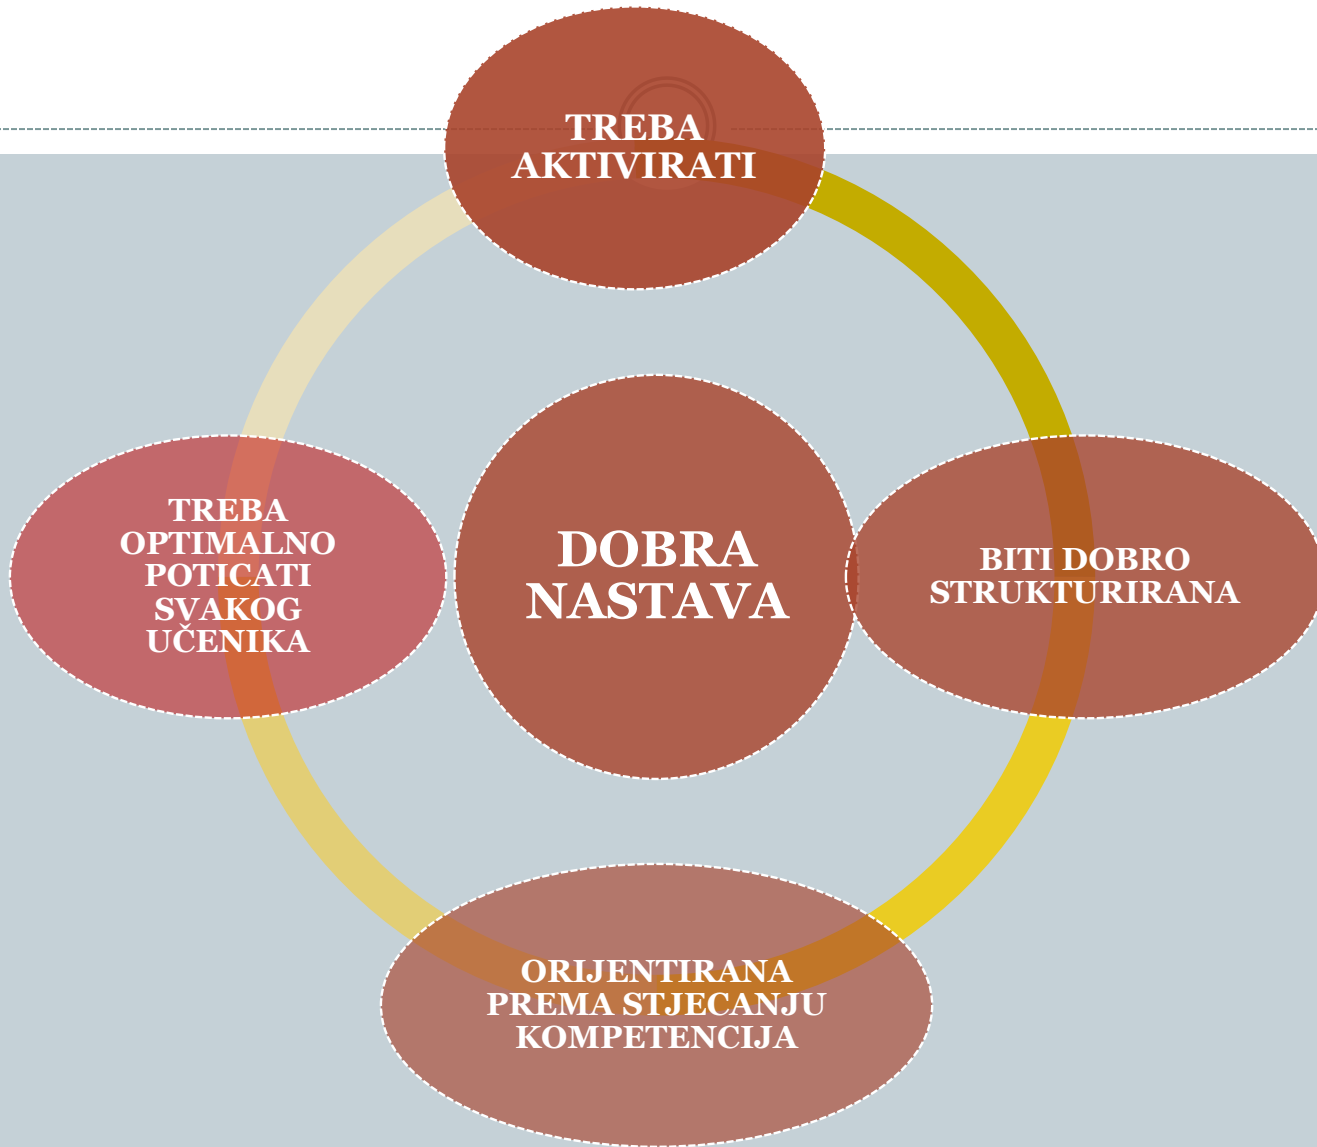 TREBA
AKTIVIRATI
TREBA
OPTIMALNO
POTICATI
SVAKOG
UČENIKA
DOBRA
NASTAVA
BITI DOBRO
STRUKTURIRANA
ORIJENTIRANA
PREMA STJECANJU
KOMPETENCIJA